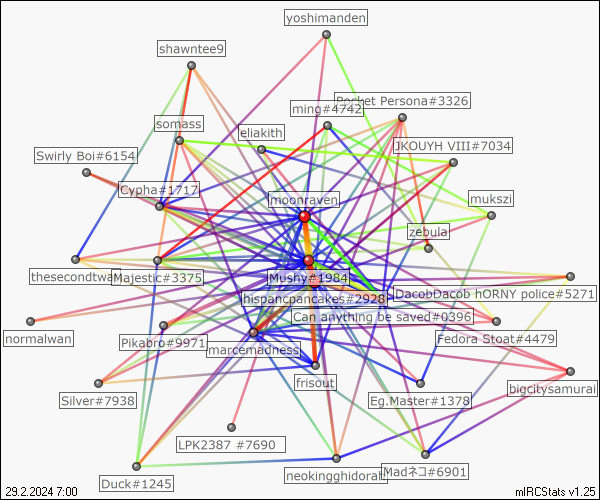 yoshimanden
shawntee9
Pocket Persona#3326
ming#4742
somass
eliakith
JKOUYH VIII#7034
Swirly Boi#6154
Cypha#1717
moonraven
mukszi
zebula
thesecondtwa
Majestic#3375
Mushy#1984
DacobDacob hORNY police#5271
hispancpancakes#2928
Can anything be saved#0396
normalwan
Pikabro#9971
marcemadness
Fedora Stoat#4479
frisout
Silver#7938
Eg.Master#1378
bigcitysamurai
LPK2387 #7690
neokingghidorah
Madネコ#6901
Duck#1245
29.2.2024 7:00
mIRCStats v1.25